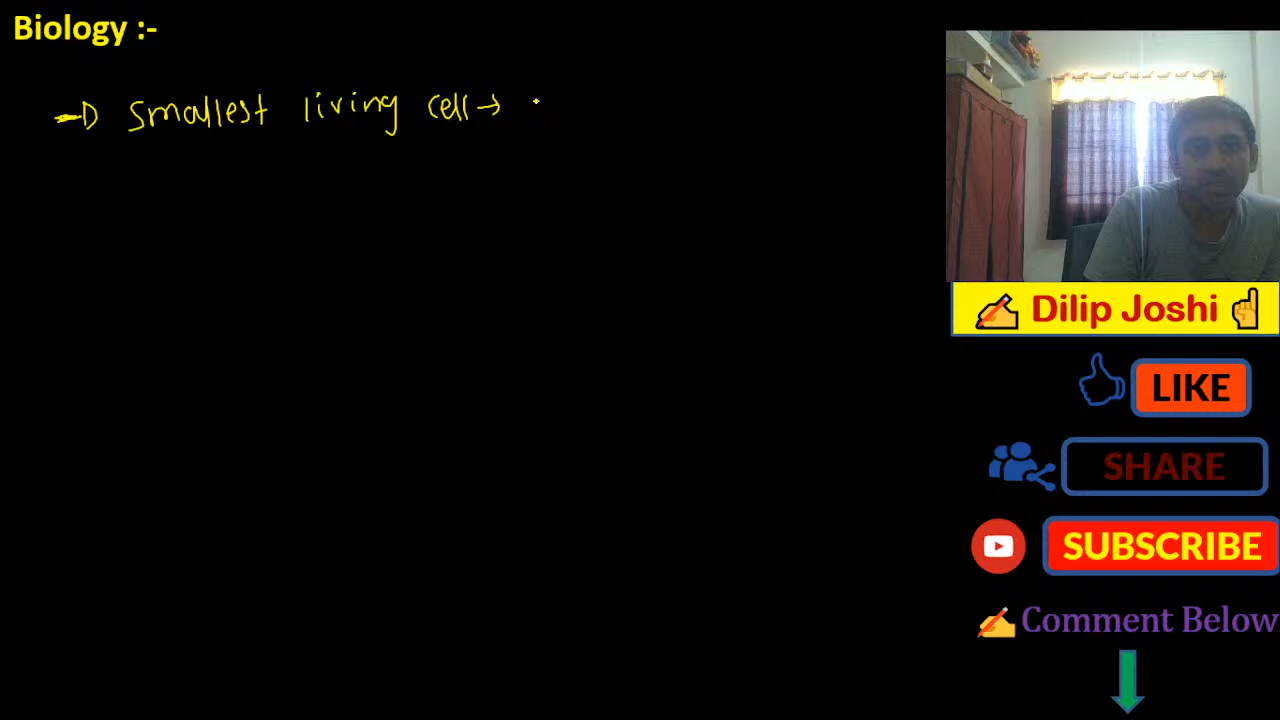 Biology :-
→ Smallest living cell →
Dilip Joshi
LIKE
SHARE
SUBSCRIBE
Comment Below